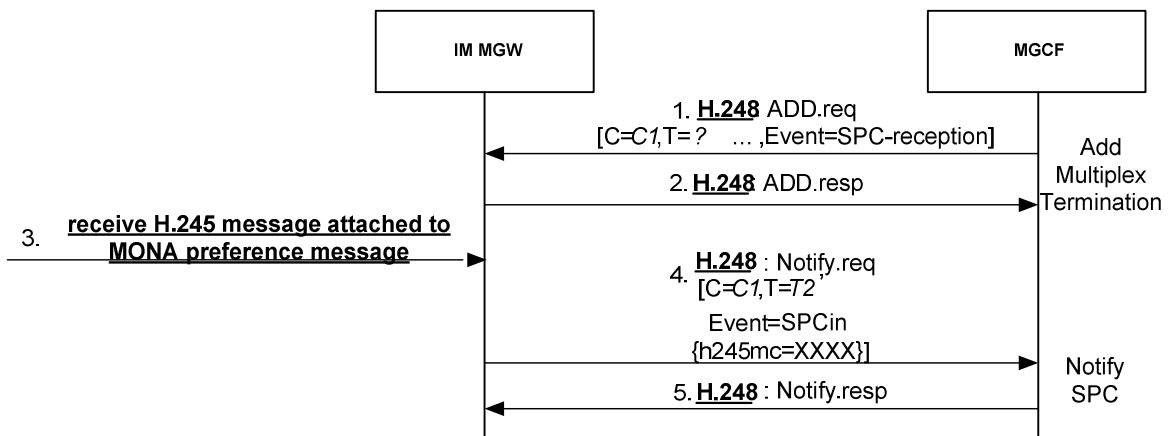 IM MGW
MGCF
1. H.248: ADD.req
[C=C1,T= ? ... ,Event=SPC-reception]
Add
Multiplex
Termination
2. H.248: ADD.resp
3. receive H.245 message attached to
MONA preference message
4. H.248 : Notify.req
[C=C1,T=T2,
Event=SPCin
{h245mc=XXXX}]
Notify
SPC
5. H.248 : Notify.resp